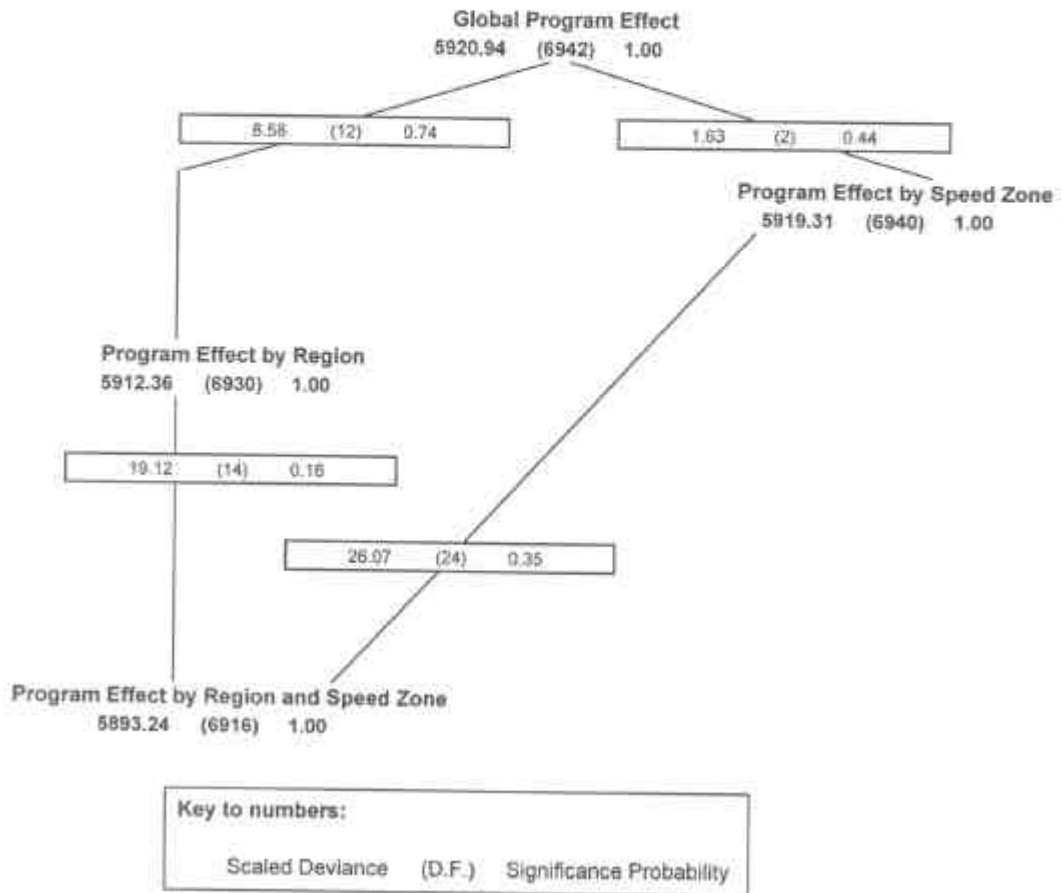 Global Program Effect
5920.94 (6942) 1.00
8.58 (12) 0.74
1.63 (2) 0.44
Program Effect by Speed Zone
5919.31 (6940) 1.00
Program Effect by Region
5912.36 (6930) 1.00
19.12 (14) 0.16
26.07 (24) 0.35
Program Effect by Region and Speed Zone
5893.24 (6916) 1.00
Key to numbers:
Scaled Deviance (D.F.) Significance Probability